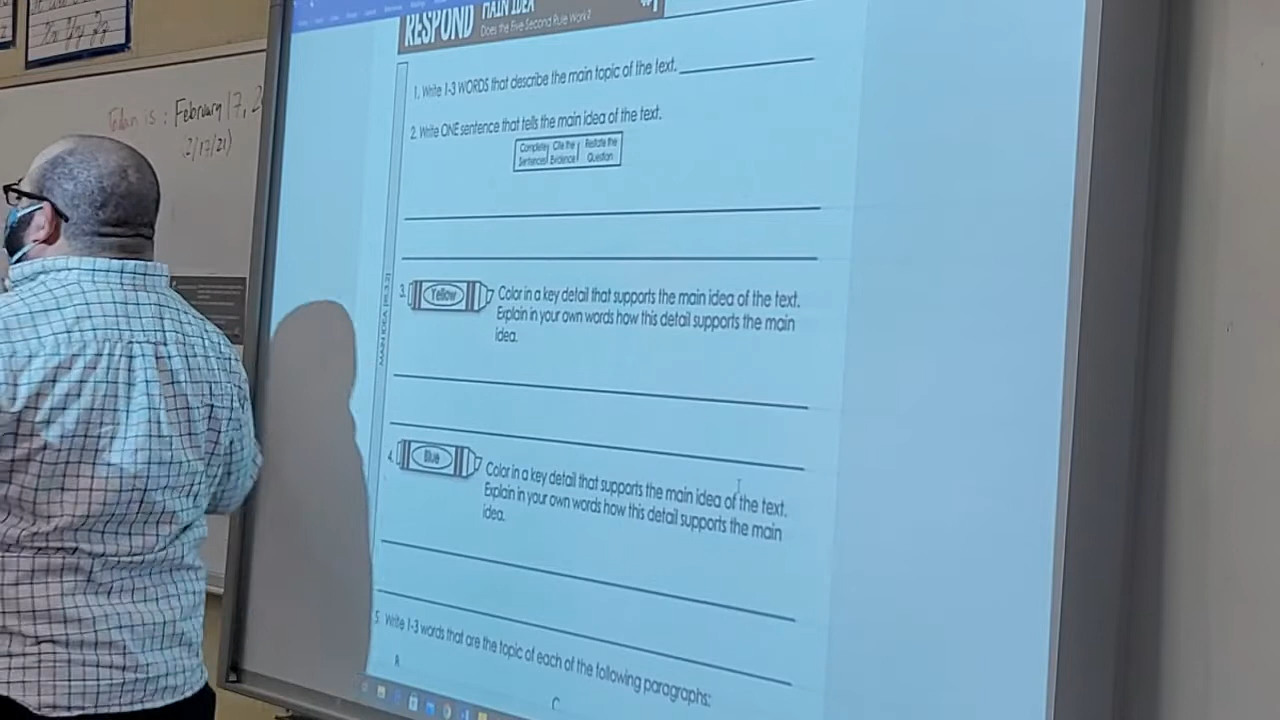 Today is : February 17, 2
(2/17/21)
RESPOND MAIN IDEA #1
Does the Five-Second Rule Work?
1. Write 1-3 WORDS that describe the main topic of the text.
2. Write ONE sentence that tells the main idea of the text.
Complete Cite the Restate the
Sentences Evidence Question
3. Yellow Color in a key detail that supports the main idea of the text.
Explain in your own words how this detail supports the main
idea.
MAIN IDEA
4. Blue Color in a key detail that supports the main idea of the text.
Explain in your own words how this detail supports the main
idea.
5. Write 1-3 words that are the topic of each of the following paragraphs:
A
C